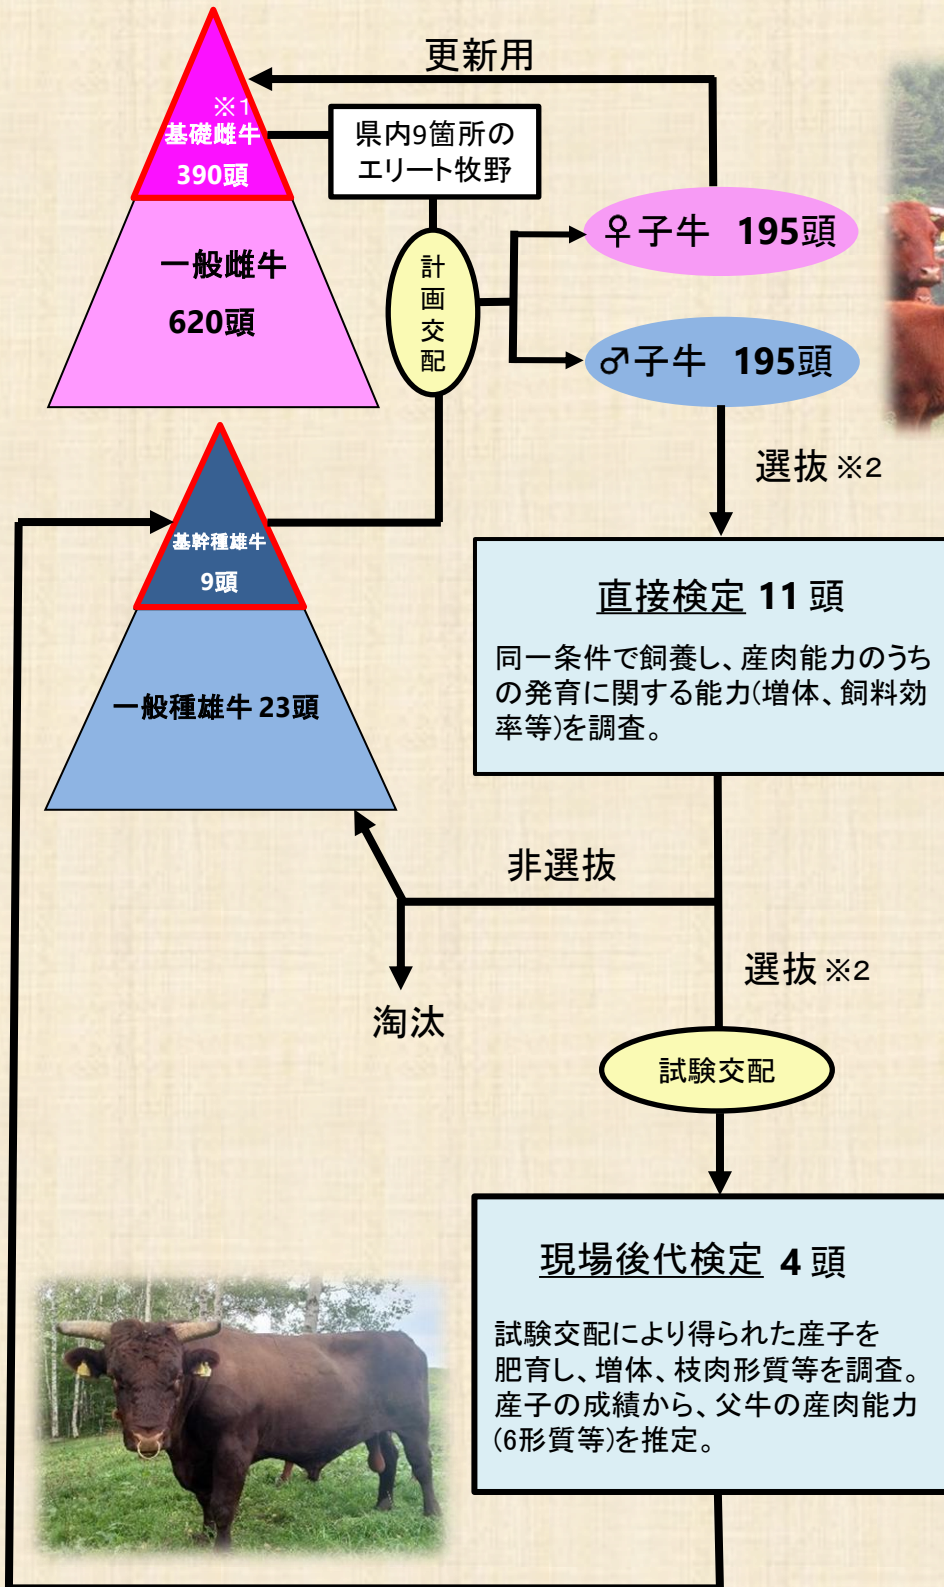 更新用
※1
基礎雌牛
390頭
県内9箇所の
エリート牧野
一般雌牛
620頭
計画交配
♀子牛 195頭
♂子牛 195頭
選抜 ※2
基幹種雄牛
9頭
一般種雄牛 23頭
直接検定 11 頭
同一条件で飼養し、産肉能力のうち
の発育に関する能力(増体、飼料効
率等)を調査。
非選抜
淘汰
選抜 ※2
試験交配
現場後代検定 4 頭
試験交配により得られた産子を
肥育し、増体、枝肉形質等を調査。
産子の成績から、父牛の産肉能力
(6形質等)を推定。